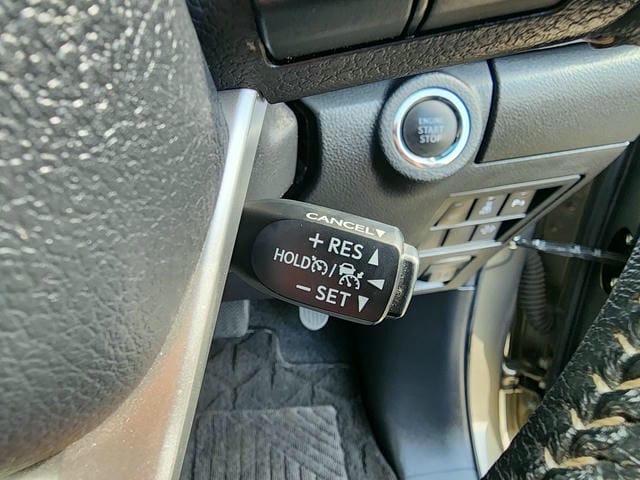 ENGINE
START
STOP
CANCEL▼
+ RES ▲
HOLD /
− SET ▼